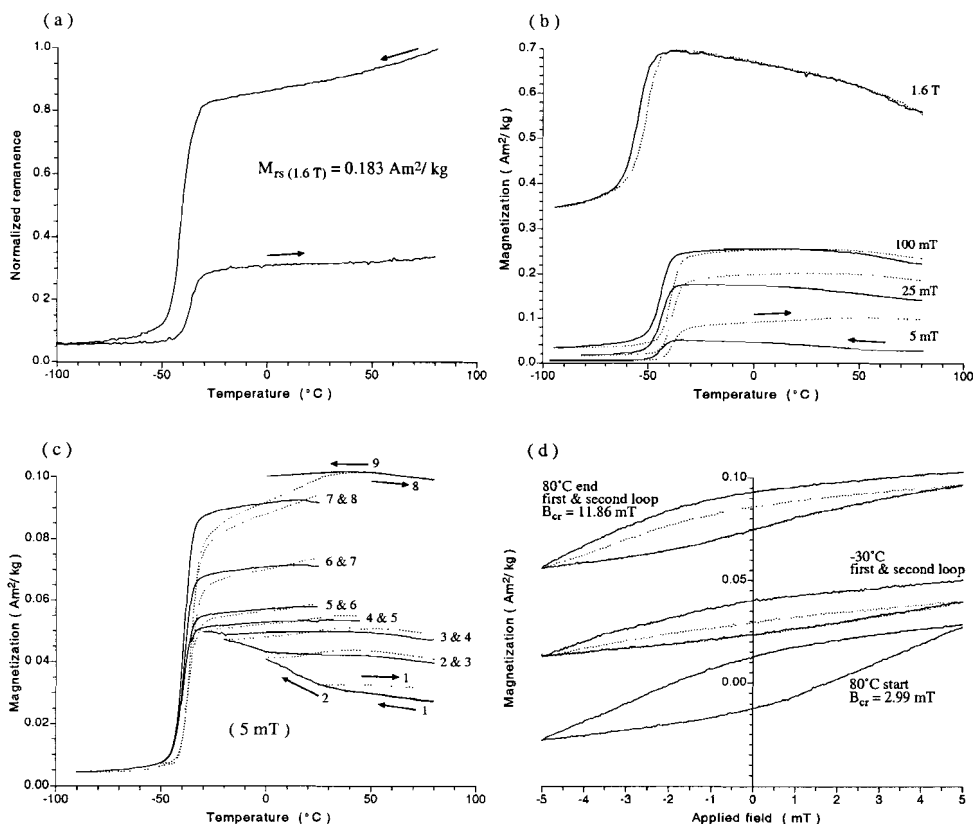 ( a )
1.0
0.8
0.6
0.4
0.2
0.0
Normalized remanence
Mrs (1.6 T) = 0.183 Am²/ kg
-100
-50
0
50
100
Temperature (°C)
( b )
0.7
0.6
0.5
0.4
0.3
0.2
0.1
0.0
Magnetization ( Am²/ kg )
1.6 T
100 mT
25 mT
5 mT
-100
-50
0
50
100
Temperature (°C)
( c )
0.10
0.08
0.06
0.04
0.02
0.00
Magnetization ( Am²/ kg )
9
8
7 & 8
6 & 7
5 & 6
4 & 5
3 & 4
2 & 3
1
2
1
( 5 mT )
-100
-50
0
50
100
Temperature (°C)
( d )
0.10
0.05
0.00
Magnetization ( Am²/ kg )
80°C end
first & second loop
Bcr = 11.86 mT
-30°C
first & second loop
80°C start
Bcr = 2.99 mT
-5
-4
-3
-2
-1
0
1
2
3
4
5
Applied field ( mT )